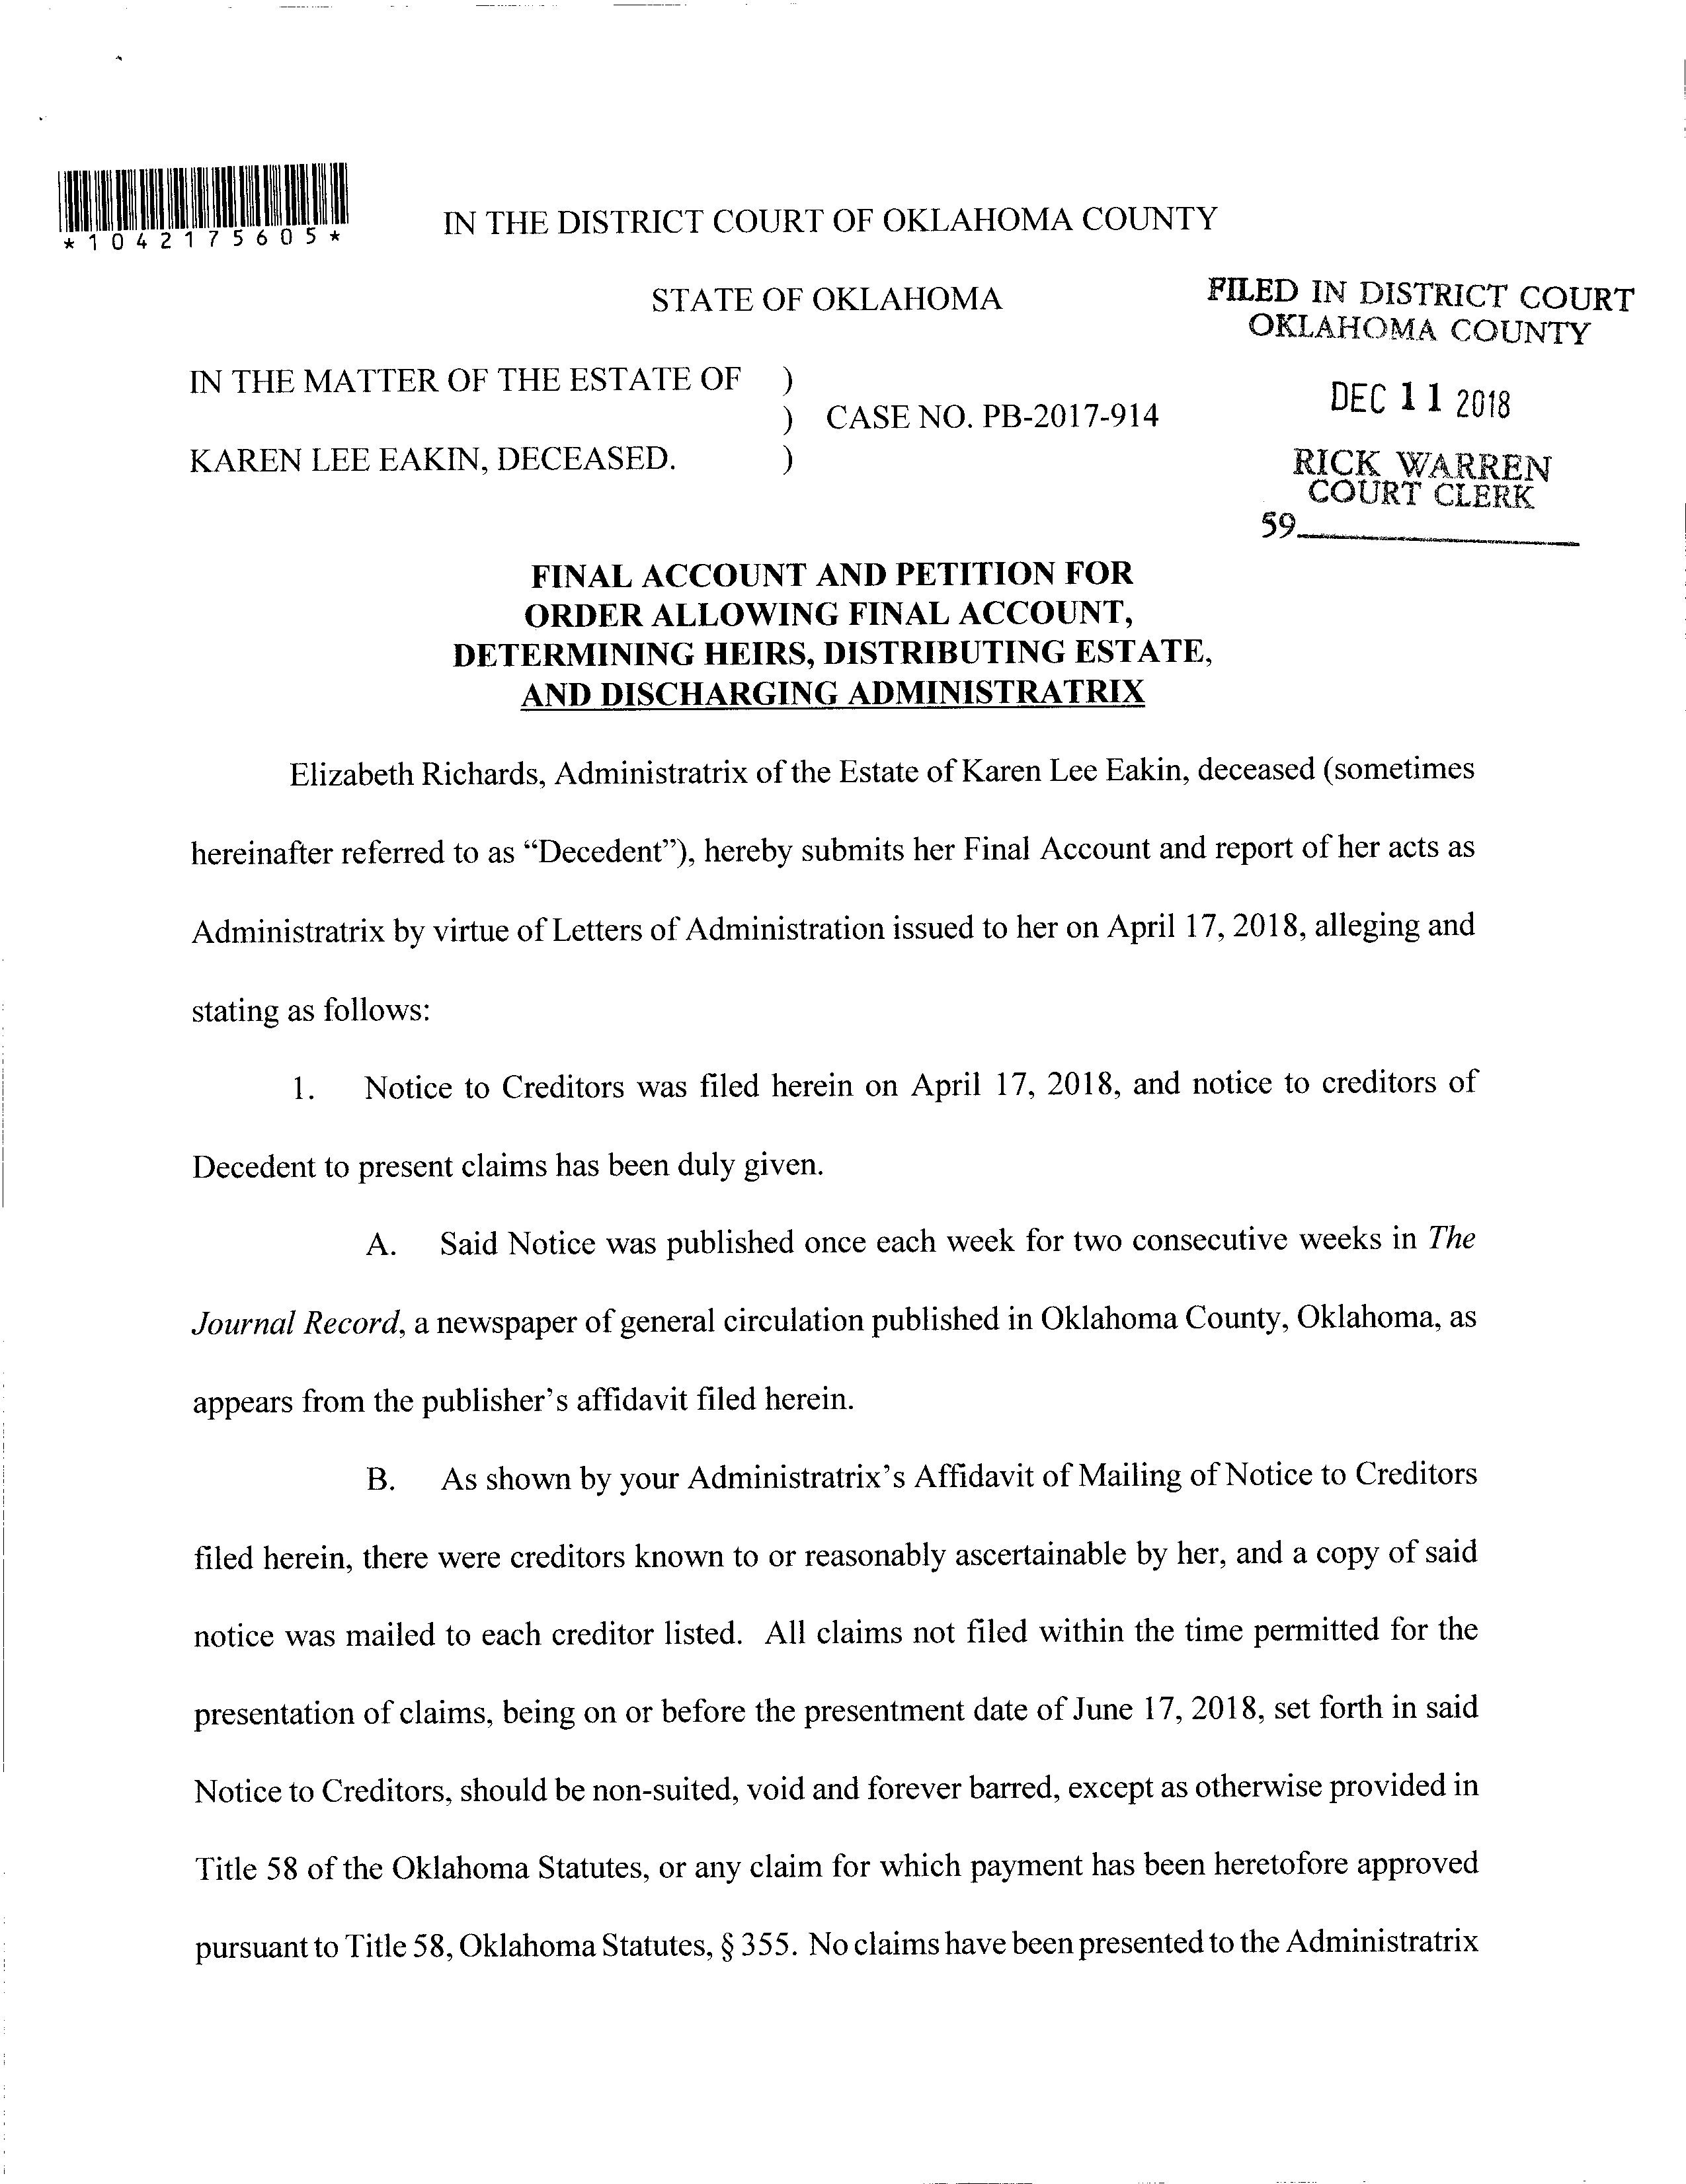 *1042175605*
IN THE DISTRICT COURT OF OKLAHOMA COUNTY
STATE OF OKLAHOMA
FILED IN DISTRICT COURT
OKLAHOMA COUNTY
DEC 11 2018
RICK WARREN
COURT CLERK
59
IN THE MATTER OF THE ESTATE OF )
) CASE NO. PB-2017-914
KAREN LEE EAKIN, DECEASED. )
FINAL ACCOUNT AND PETITION FOR
ORDER ALLOWING FINAL ACCOUNT,
DETERMINING HEIRS, DISTRIBUTING ESTATE,
AND DISCHARGING ADMINISTRATRIX
Elizabeth Richards, Administratrix of the Estate of Karen Lee Eakin, deceased (sometimes
hereinafter referred to as “Decedent”), hereby submits her Final Account and report of her acts as
Administratrix by virtue of Letters of Administration issued to her on April 17, 2018, alleging and
stating as follows:
1. Notice to Creditors was filed herein on April 17, 2018, and notice to creditors of
Decedent to present claims has been duly given.
A. Said Notice was published once each week for two consecutive weeks in The
Journal Record, a newspaper of general circulation published in Oklahoma County, Oklahoma, as
appears from the publisher’s affidavit filed herein.
B. As shown by your Administratrix’s Affidavit of Mailing of Notice to Creditors
filed herein, there were creditors known to or reasonably ascertainable by her, and a copy of said
notice was mailed to each creditor listed. All claims not filed within the time permitted for the
presentation of claims, being on or before the presentment date of June 17, 2018, set forth in said
Notice to Creditors, should be non-suited, void and forever barred, except as otherwise provided in
Title 58 of the Oklahoma Statutes, or any claim for which payment has been heretofore approved
pursuant to Title 58, Oklahoma Statutes, § 355. No claims have been presented to the Administratrix